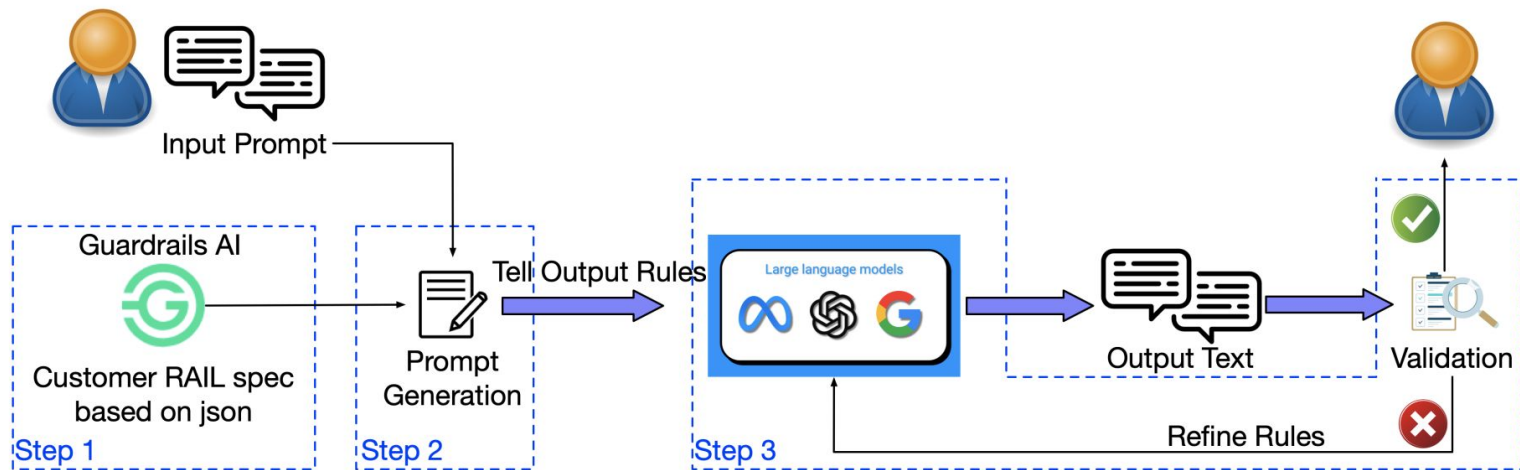 Input Prompt
Guardrails AI
Customer RAIL spec
based on json
Step 1
Prompt
Generation
Step 2
Tell Output Rules
Large language models
Output Text
Validation
Refine Rules
Step 3